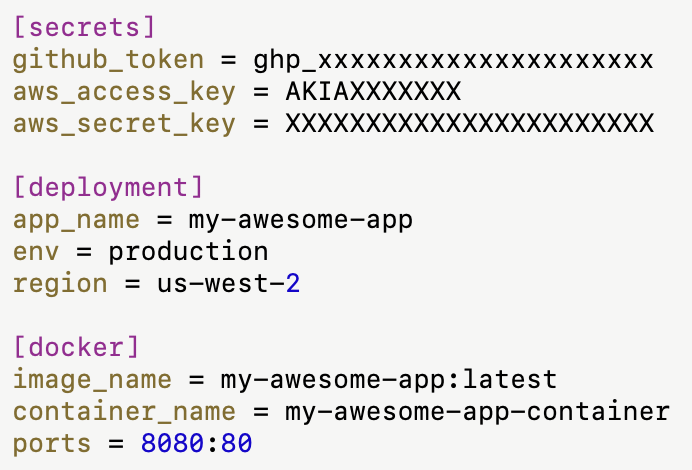 [secrets]
github_token = ghp_xxxxxxxxxxxxxxxxxxxxx
aws_access_key = AKIAXXXXXXX
aws_secret_key = XXXXXXXXXXXXXXXXXXXXXXX

[deployment]
app_name = my-awesome-app
env = production
region = us-west-2

[docker]
image_name = my-awesome-app:latest
container_name = my-awesome-app-container
ports = 8080:80